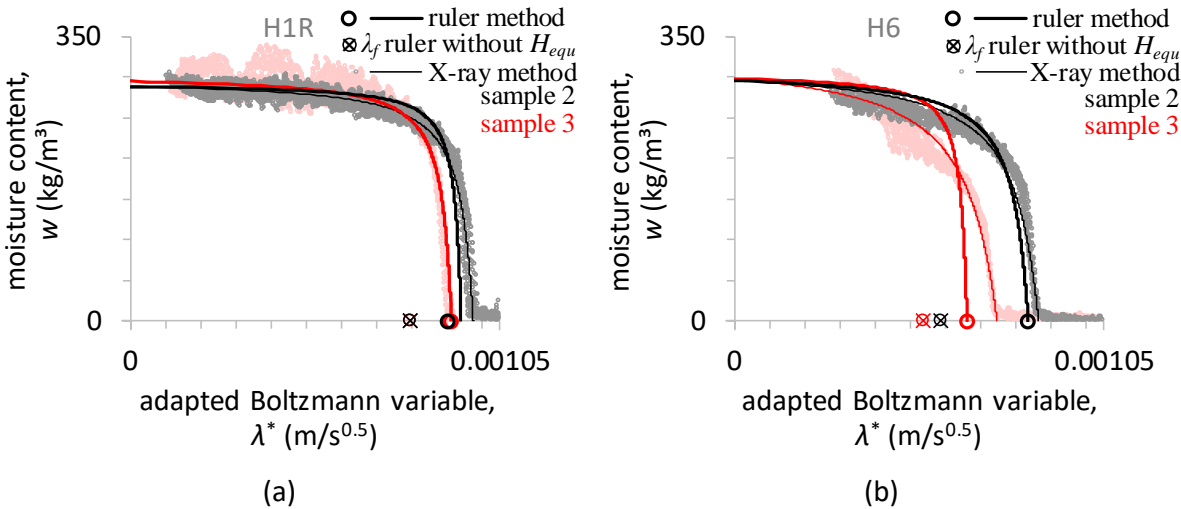 350
H1R
ruler method
λf ruler without Hequ
X-ray method
sample 2
sample 3
moisture content,
w (kg/m³)
0
0
0.00105
adapted Boltzmann variable,
λ* (m/s0.5)
(a)
350
H6
ruler method
λf ruler without Hequ
X-ray method
sample 2
sample 3
moisture content,
w (kg/m³)
0
0
0.00105
adapted Boltzmann variable,
λ* (m/s0.5)
(b)